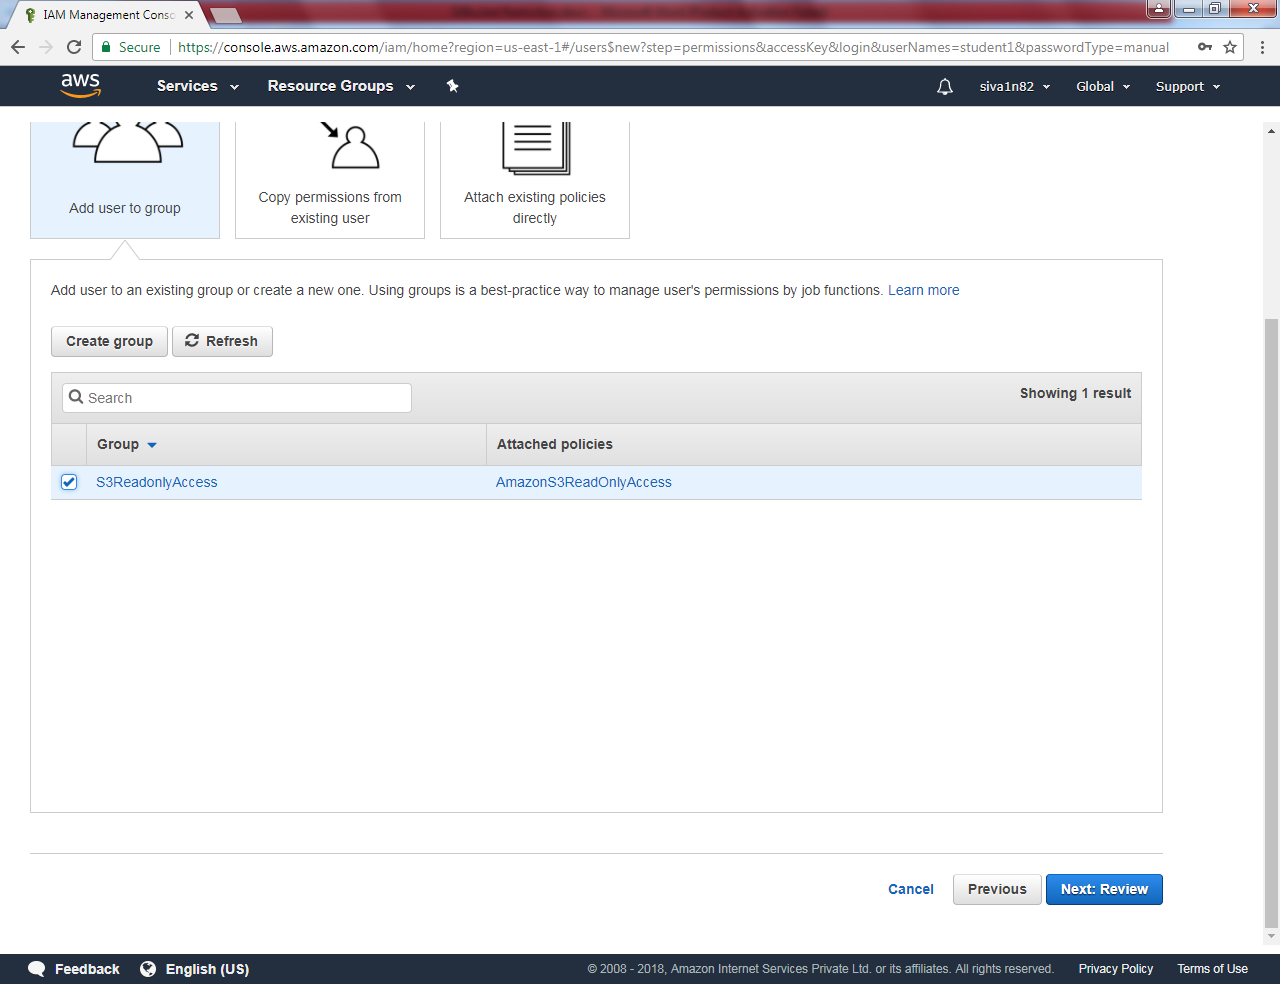 IAM Management Conso
Secure
https://console.aws.amazon.com/iam/home?region=us-east-1#/users$new?step=permissions&accessKey&login&userNames=student1&passwordType=manual
aws
Services
Resource Groups
siva1n82
Global
Support
Add user to group
Copy permissions from
existing user
Attach existing policies
directly
Add user to an existing group or create a new one. Using groups is a best-practice way to manage user's permissions by job functions. Learn more
Create group
Refresh
Search
Showing 1 result
Group
Attached policies
S3ReadonlyAccess
AmazonS3ReadOnlyAccess
Cancel
Previous
Next: Review
Feedback
English (US)
© 2008 - 2018, Amazon Internet Services Private Ltd. or its affiliates. All rights reserved.
Privacy Policy
Terms of Use